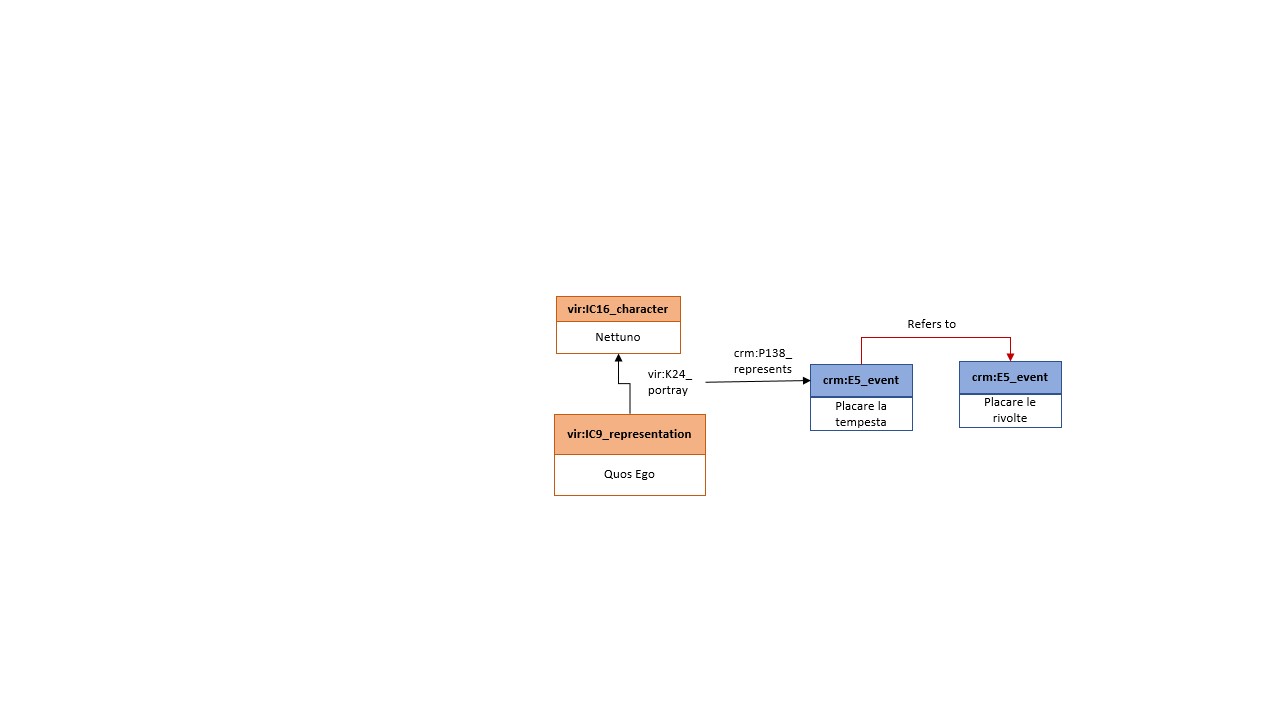 vir:IC16_character
Nettuno
vir:K24_
portray
vir:IC9_representation
Quos Ego
crm:P138_
represents
crm:E5_event
Placare la
tempesta
Refers to
crm:E5_event
Placare le
rivolte